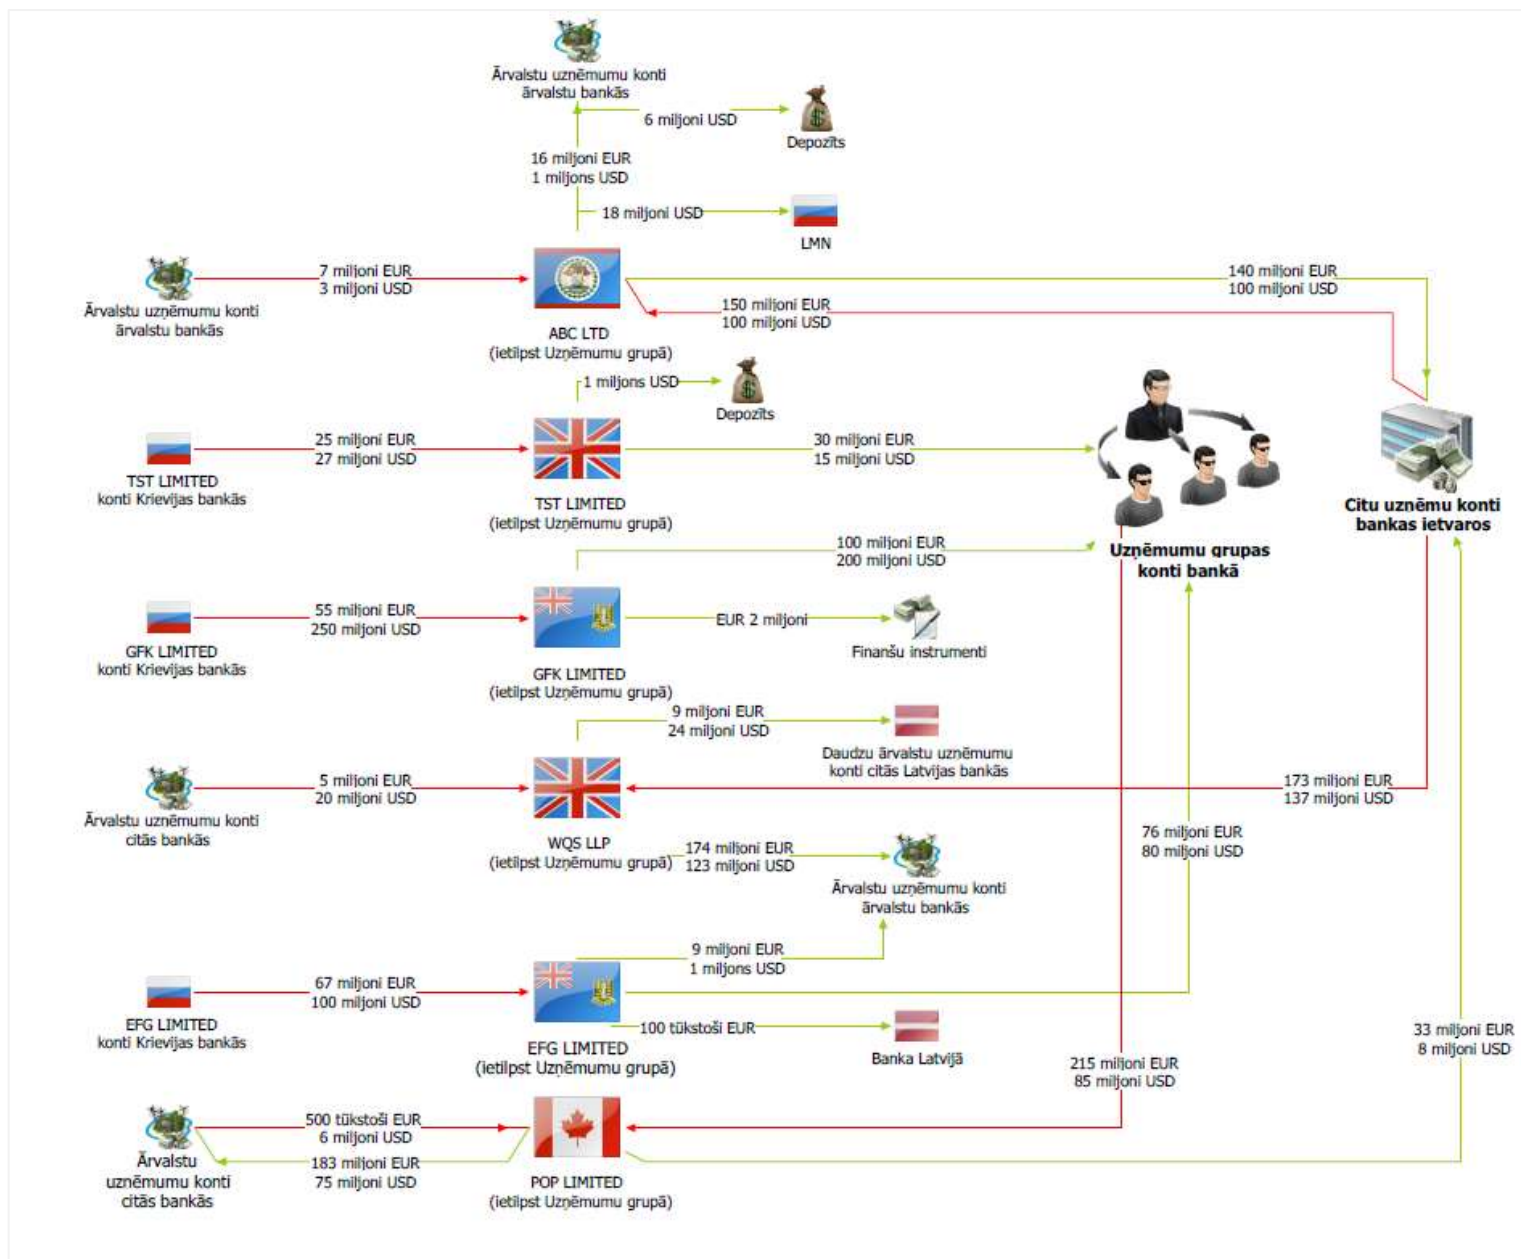 Ārvalstu uzņēmumu konti
ārvalstu bankās
6 miljoni USD
Depozīts
16 miljoni EUR
1 miljons USD
18 miljoni USD
LMN
7 miljoni EUR
3 miljoni USD
Ārvalstu uzņēmumu konti
ārvalstu bankās
ABC LTD
(ietilpst Uzņēmumu grupā)
140 miljoni EUR
100 miljoni USD
150 miljoni EUR
100 miljoni USD
1 miljons USD
Depozīts
25 miljoni EUR
27 miljoni USD
TST LIMITED
konti Krievijas bankās
TST LIMITED
(ietilpst Uzņēmumu grupā)
30 miljoni EUR
15 miljoni USD
Citu uzņēmu konti
bankas ietvaros
100 miljoni EUR
200 miljoni USD
Uzņēmumu grupas
konti bankā
55 miljoni EUR
250 miljoni USD
GFK LIMITED
konti Krievijas bankās
GFK LIMITED
(ietilpst Uzņēmumu grupā)
EUR 2 miljoni
Finanšu instrumenti
9 miljoni EUR
24 miljoni USD
Daudzu ārvalstu uzņēmumu
konti citās Latvijas bankās
5 miljoni EUR
20 miljoni USD
Ārvalstu uzņēmumu konti
citās bankās
WQS LLP
(ietilpst Uzņēmumu grupā)
173 miljoni EUR
137 miljoni USD
174 miljoni EUR
123 miljoni USD
Ārvalstu uzņēmumu konti
ārvalstu bankās
76 miljoni EUR
80 miljoni USD
9 miljoni EUR
1 miljons USD
67 miljoni EUR
100 miljoni USD
EFG LIMITED
konti Krievijas bankās
EFG LIMITED
(ietilpst Uzņēmumu grupā)
100 tūkstoši EUR
Banka Latvijā
215 miljoni EUR
85 miljoni USD
33 miljoni EUR
8 miljoni USD
500 tūkstoši EUR
6 miljoni USD
183 miljoni EUR
75 miljoni USD
Ārvalstu
uzņēmumu konti
citās bankās
POP LIMITED
(ietilpst Uzņēmumu grupā)